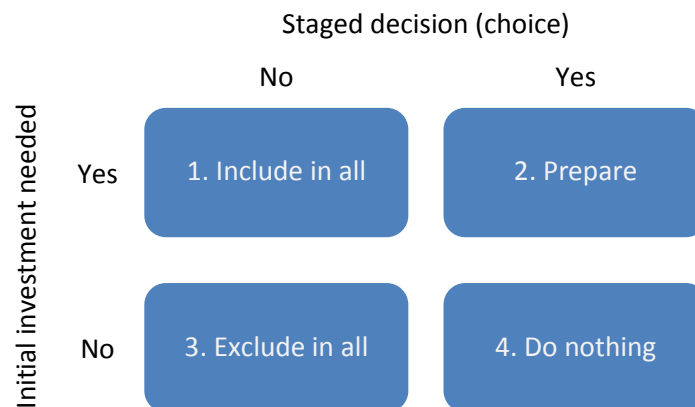 Staged decision (choice)
No
Yes
Initial investment needed
Yes
1. Include in all
2. Prepare
No
3. Exclude in all
4. Do nothing